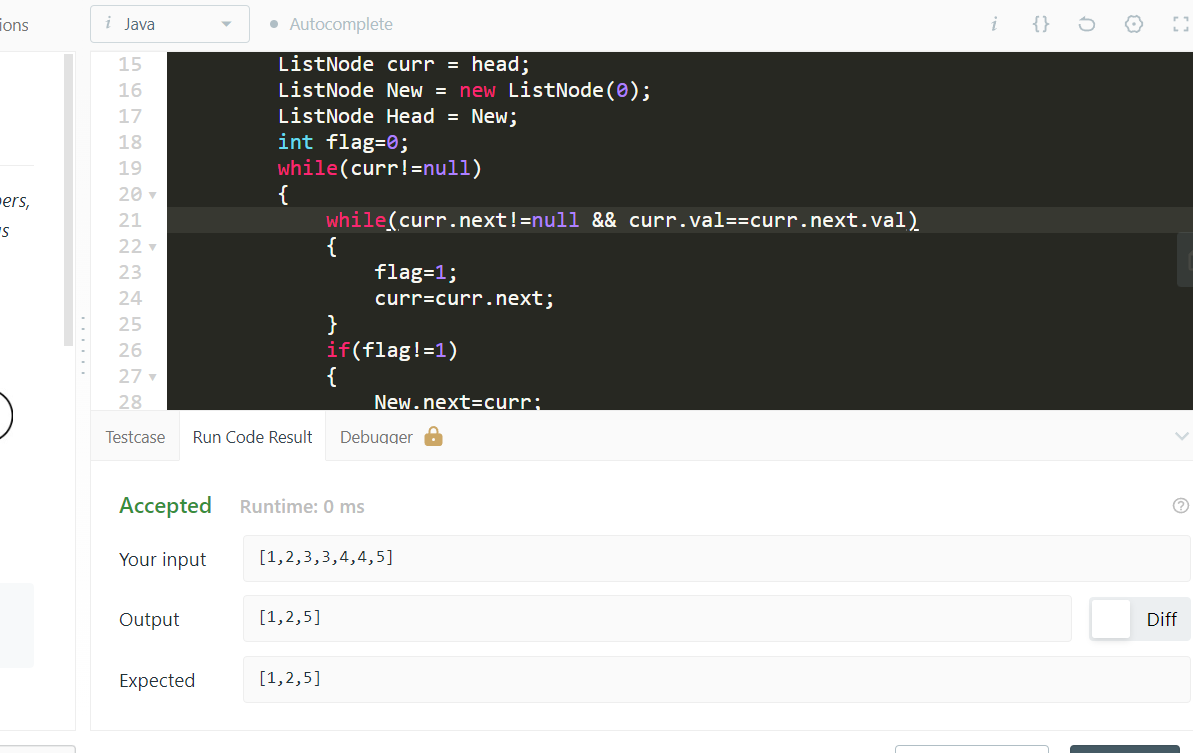 ions
i Java
Autocomplete
i {}
15 ListNode curr = head;
16 ListNode New = new ListNode(0);
17 ListNode Head = New;
18 int flag=0;
19 while(curr!=null)
20 {
21 while(curr.next!=null && curr.val==curr.next.val)
22 {
23 flag=1;
24 curr=curr.next;
25 }
26 if(flag!=1)
27 {
28 New.next=curr;
ers,
s
Testcase Run Code Result Debugger
Accepted Runtime: 0 ms
?
Your input [1,2,3,3,4,4,5]
Output [1,2,5] Diff
Expected [1,2,5]